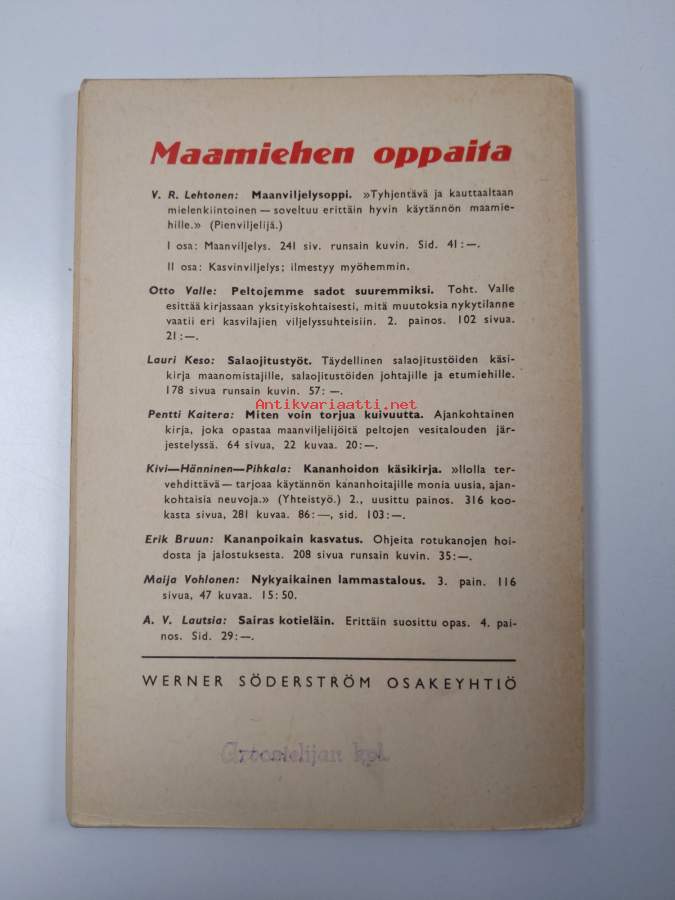 Maamiehen oppaita
V. R. Lehtonen: Maanviljelysoppi. »Tyhjentävä ja kauttaaltaan
mielenkiintoinen — soveltuu erittäin hyvin käytännön maamie-
hille.» (Pienviljelijä.)
I osa: Maanviljelys. 241 siv. runsain kuvin. Sid. 41:—.
II osa: Kasvinviljelys; ilmestyy myöhemmin.
Otto Valle: Peltojemme sadot suuremmiksi. Toht. Valle
esittää kirjassaan yksityiskohtaisesti, mitä muutoksia nykytilanne
vaatii eri kasvilajien viljelyssuhteisiin. 2. painos. 102 sivua.
21:—.
Lauri Keso: Salaojitustyöt. Täydellinen salaojitustöiden käsi-
kirja maanomistajille, salaojitustöiden johtajille ja etumiehille.
178 sivua runsain kuvin. 57: —.
Antikvariaatti.net
Pentti Kaitera: Miten voin torjua kuivuutta. Ajankohtainen
kirja, joka opastaa maanviljelijöitä peltojen vesitalouden jär-
jestelyssä. 64 sivua, 22 kuvaa. 20:—.
Kivi—Hänninen—Pihkala: Kananhoidon käsikirja. »Ilolla ter-
vehdittävä — tarjoaa käytännön kananhoitajille monia uusia, ajan-
kohtaisia neuvoja.» (Yhteistyö.) 2., uusittu painos. 316 koo-
kasta sivua, 281 kuvaa. 86:—, sid. 103:—.
Erik Bruun: Kananpoikain kasvatus. Ohjeita rotukanojen hoi-
dosta ja jalostuksesta. 208 sivua runsain kuvin. 35:—.
Maija Vohlonen: Nykyaikainen lammastalous. 3. pain. 116
sivua, 47 kuvaa. 15:50.
A. V. Lautsia: Sairas kotieläin. Erittäin suosittu opas. 4. pai-
nos. Sid. 29:—.
WERNER SÖDERSTRÖM OSAKEYHTIÖ
kpl.